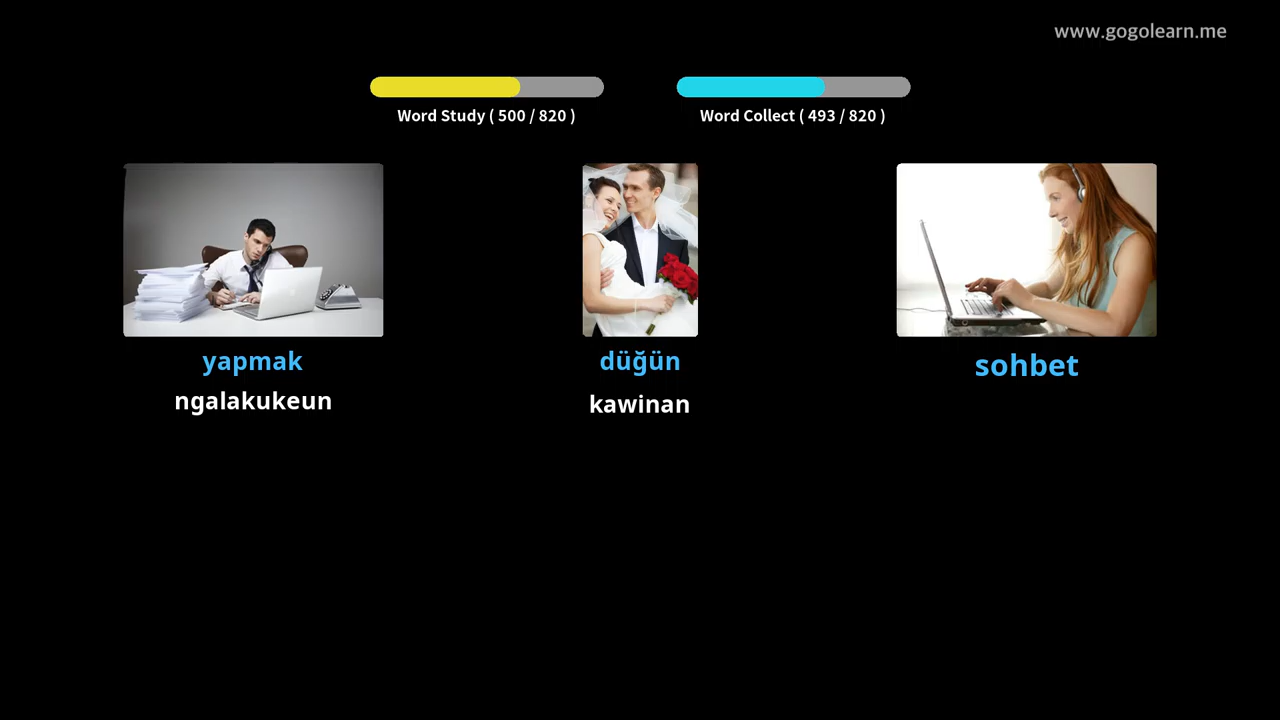 www.gogolearn.me
Word Study ( 500 / 820 )
Word Collect ( 493 / 820 )
yapmak
ngalakukeun
düğün
kawinan
sohbet